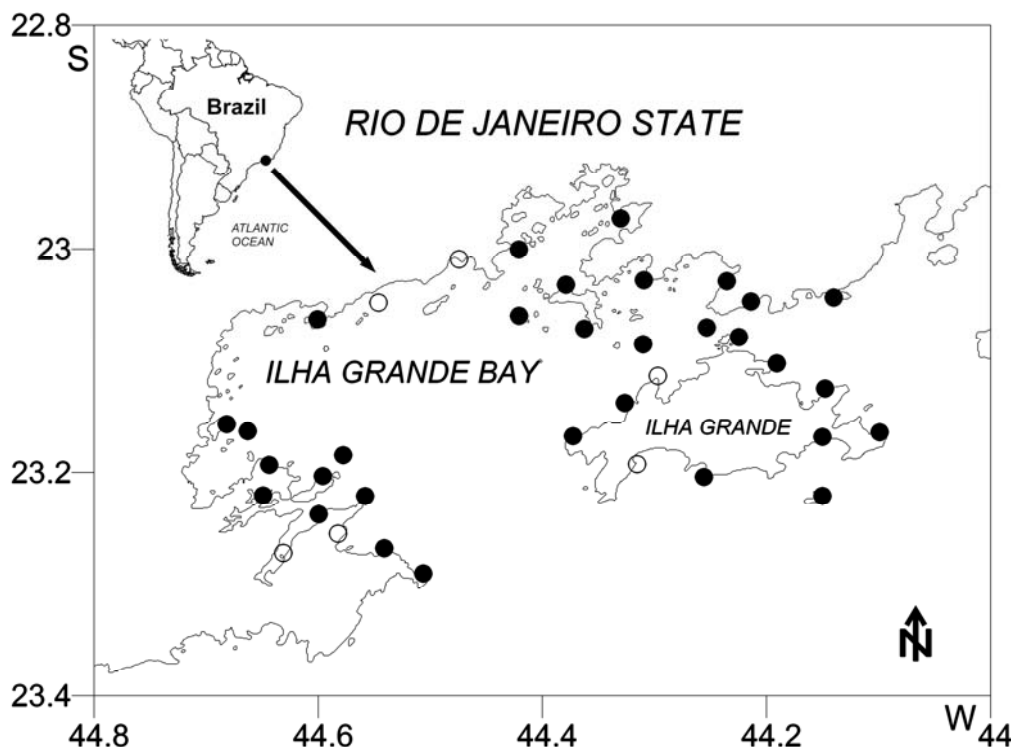 22.8
S
Brazil
RIO DE JANEIRO STATE
ATLANTIC
OCEAN
23
ILHA GRANDE BAY
ILHA GRANDE
23.2
N
23.4
W
44.8
44.6
44.4
44.2
44